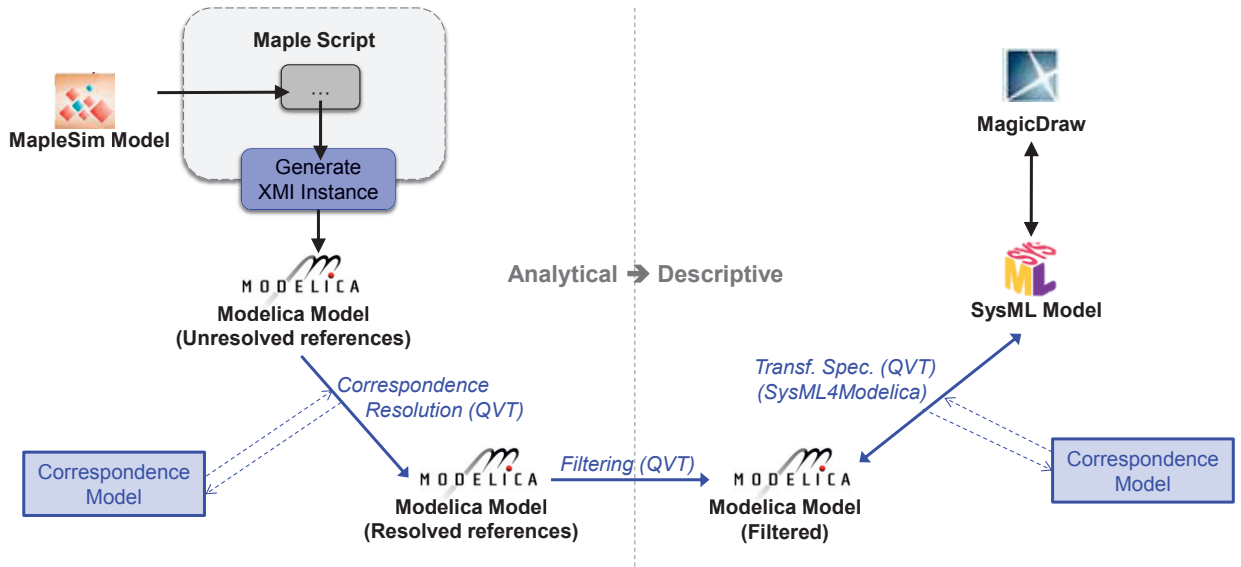 Maple Script
...
MapleSim Model
Generate
XMI Instance
MODELICA
Modelica Model
(Unresolved references)
Correspondence
Resolution (QVT)
Correspondence
Model
MODELICA
Modelica Model
(Resolved references)
Filtering (QVT)
Analytical ➔ Descriptive
MagicDraw
SYS
ML
SysML Model
Transf. Spec. (QVT)
(SysML4Modelica)
MODELICA
Modelica Model
(Filtered)
Correspondence
Model